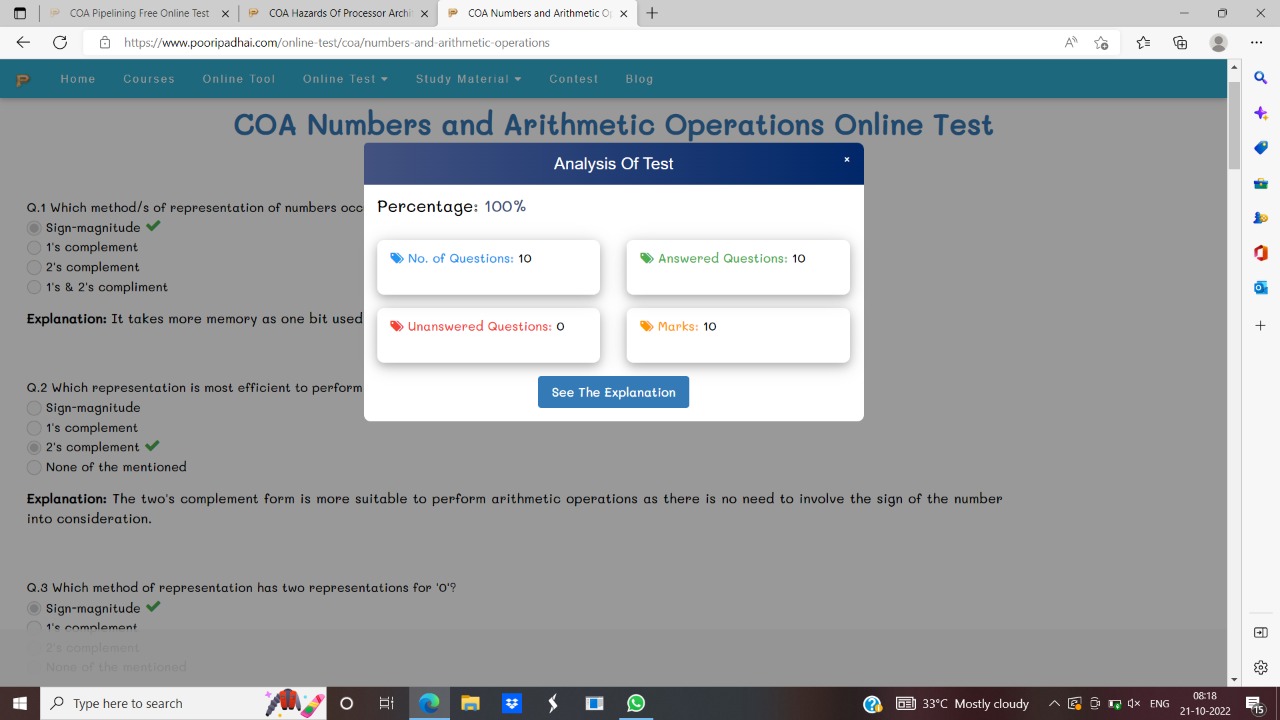 COA Pipelining Free Online Test
COA Hazards Of Processor Archi
COA Numbers and Arithmetic O
https://www.pooripadhai.com/online-test/coa/numbers-and-arithmetic-operations
Home Courses Online Tool Online Test Study Material Contest Blog
COA Numbers and Arithmetic Operations Online Test
Analysis Of Test
Percentage: 100%
No. of Questions: 10
Answered Questions: 10
Unanswered Questions: 0
Marks: 10
See The Explanation
Q.1 Which method/s of representation of numbers occ
Sign-magnitude
1's complement
2's complement
1's & 2's compliment
Explanation: It takes more memory as one bit used
Q.2 Which representation is most efficient to perform
Sign-magnitude
1's complement
2's complement
None of the mentioned
Explanation: The two's complement form is more suitable to perform arithmetic operations as there is no need to involve the sign of the number
into consideration.
Q.3 Which method of representation has two representations for '0'?
Sign-magnitude
1's complement
2's complement
None of the mentioned
Type here to search
33°C Mostly cloudy
ENG
08:18
21-10-2022
15